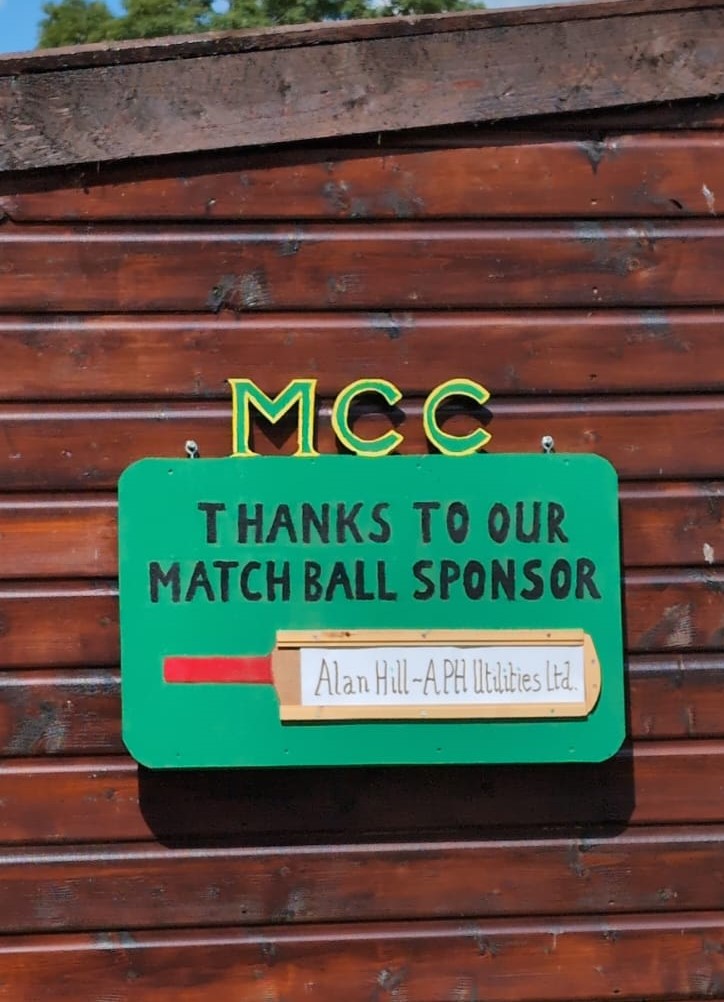 MCC
THANKS TO OUR
MATCH BALL SPONSOR
Alan Hill ~ APH Utilities Ltd.